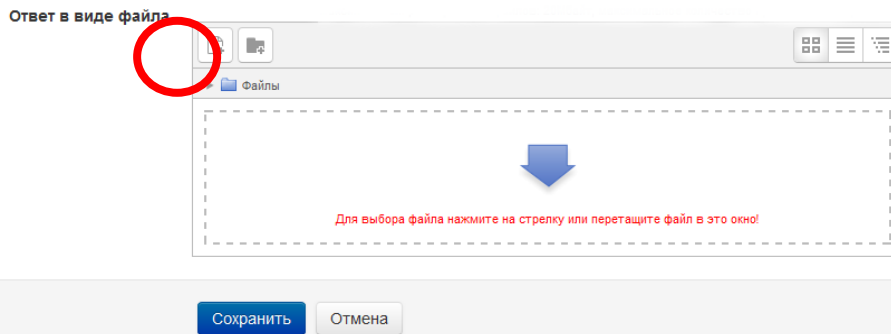 Ответ в виде файла
Файлы
Для выбора файла нажмите на стрелку или перетащите файл в это окно!
Сохранить Отмена